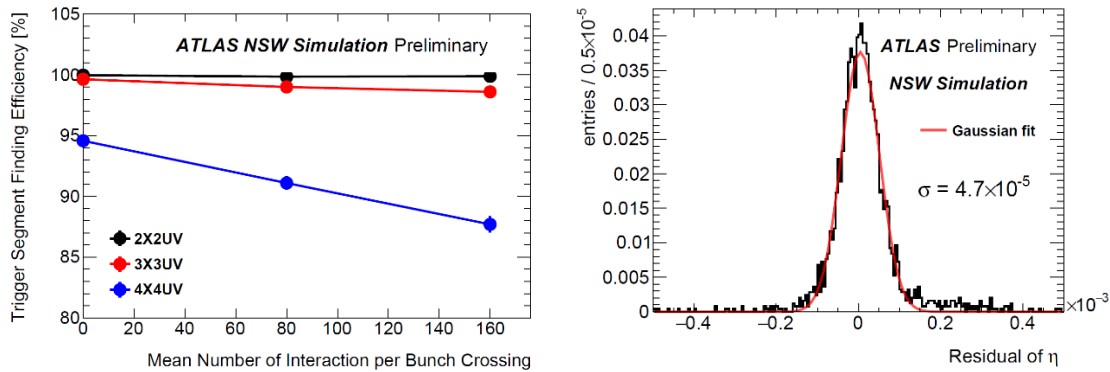 Trigger Segment Finding Efficiency [%]
105
100
95
90
85
80
ATLAS NSW Simulation Preliminary
2X2UV
3X3UV
4X4UV
0 20 40 60 80 100 120 140 160
Mean Number of Interaction per Bunch Crossing
entries / 0.5×10⁻⁵
0.04
0.035
0.03
0.025
0.02
0.015
0.01
0.005
0
ATLAS Preliminary
NSW Simulation
Gaussian fit
σ = 4.7×10⁻⁵
×10⁻³
−0.4 −0.2 0 0.2 0.4
Residual of η